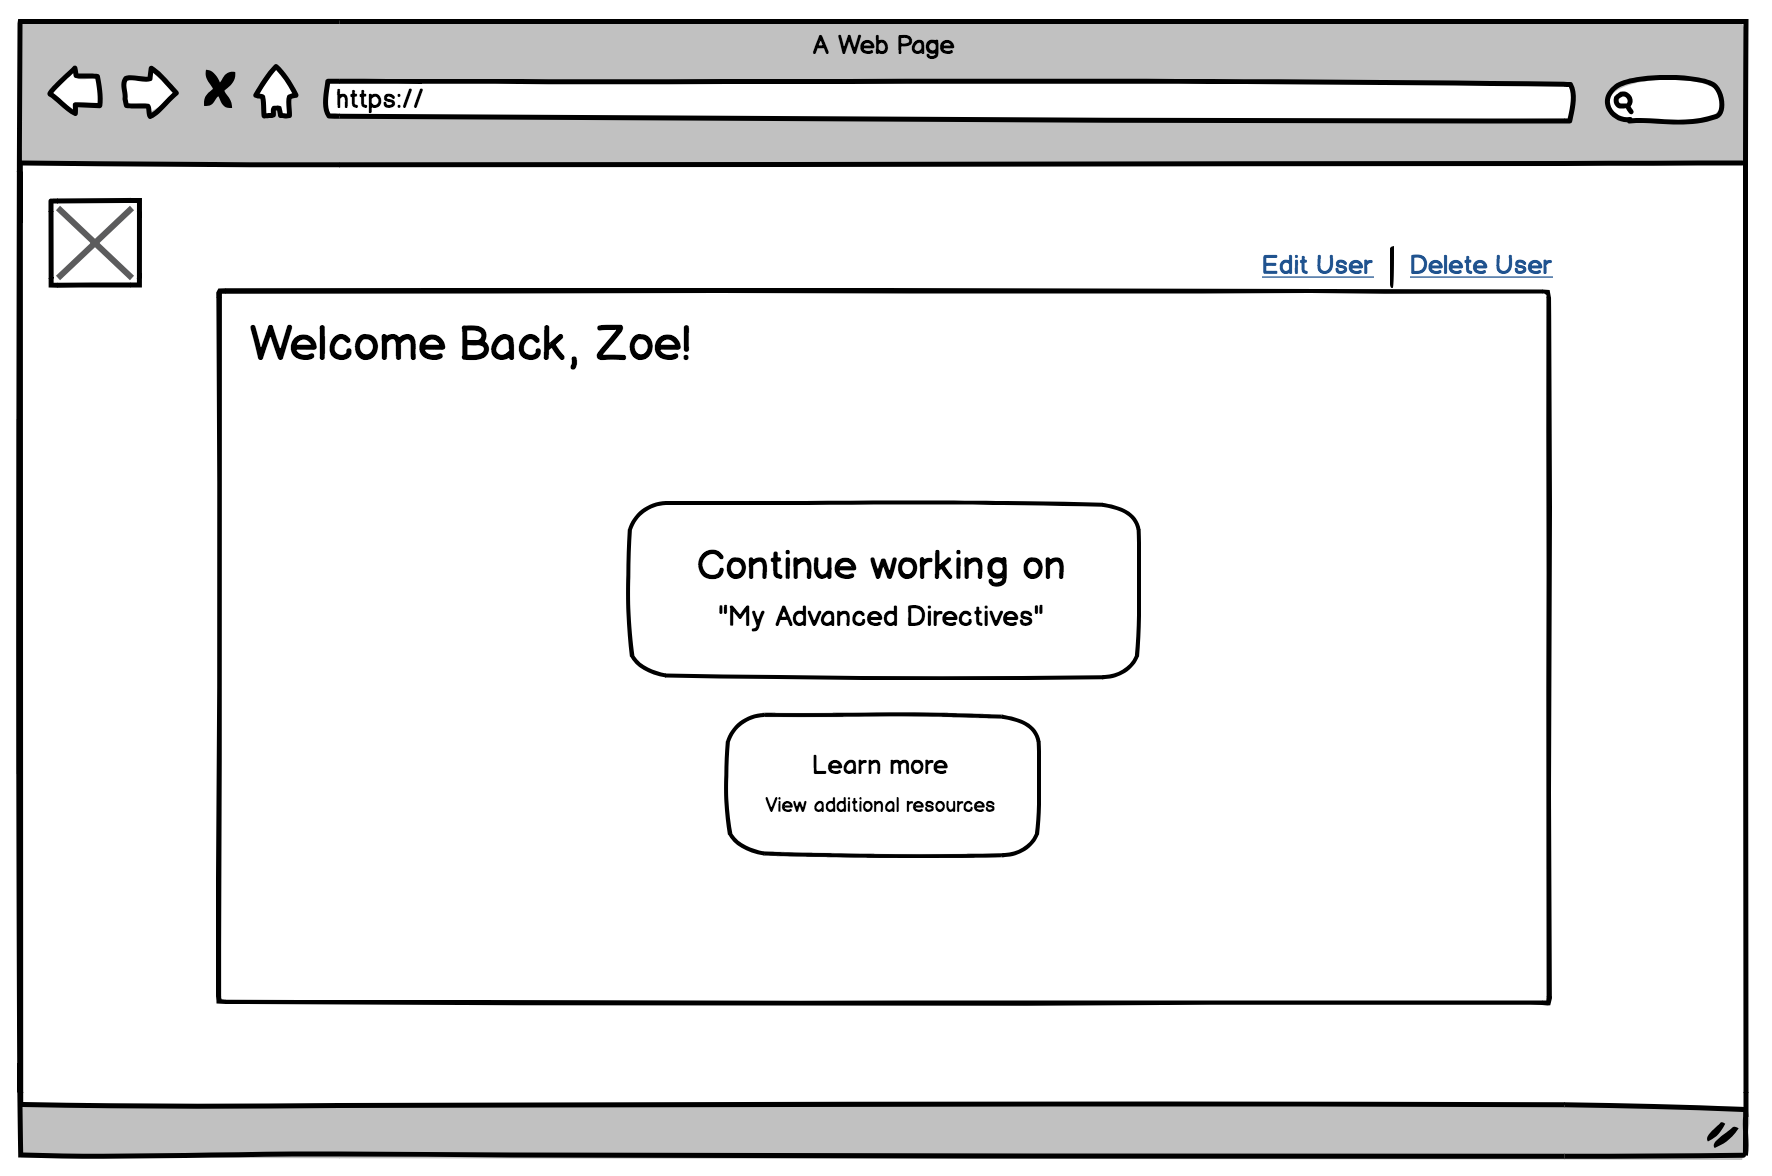 A Web Page
https://
Edit User
Delete User
Welcome Back, Zoe!
Continue working on
"My Advanced Directives"
Learn more
View additional resources